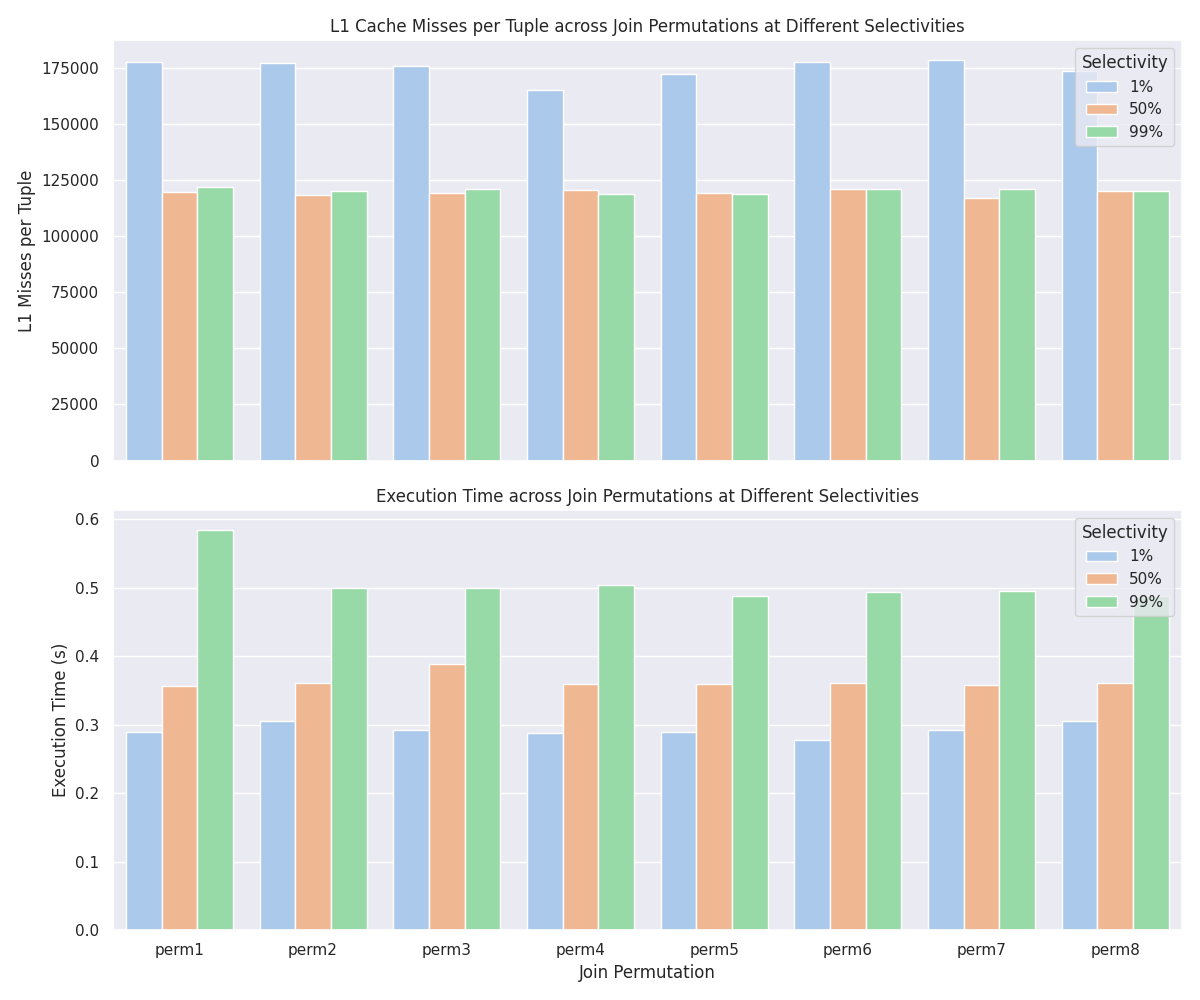 L1 Cache Misses per Tuple across Join Permutations at Different Selectivities
L1 Misses per Tuple
175000
150000
125000
100000
75000
50000
25000
0
Selectivity
1%
50%
99%
Execution Time across Join Permutations at Different Selectivities
Execution Time (s)
0.6
0.5
0.4
0.3
0.2
0.1
0.0
Selectivity
1%
50%
99%
perm1 perm2 perm3 perm4 perm5 perm6 perm7 perm8
Join Permutation